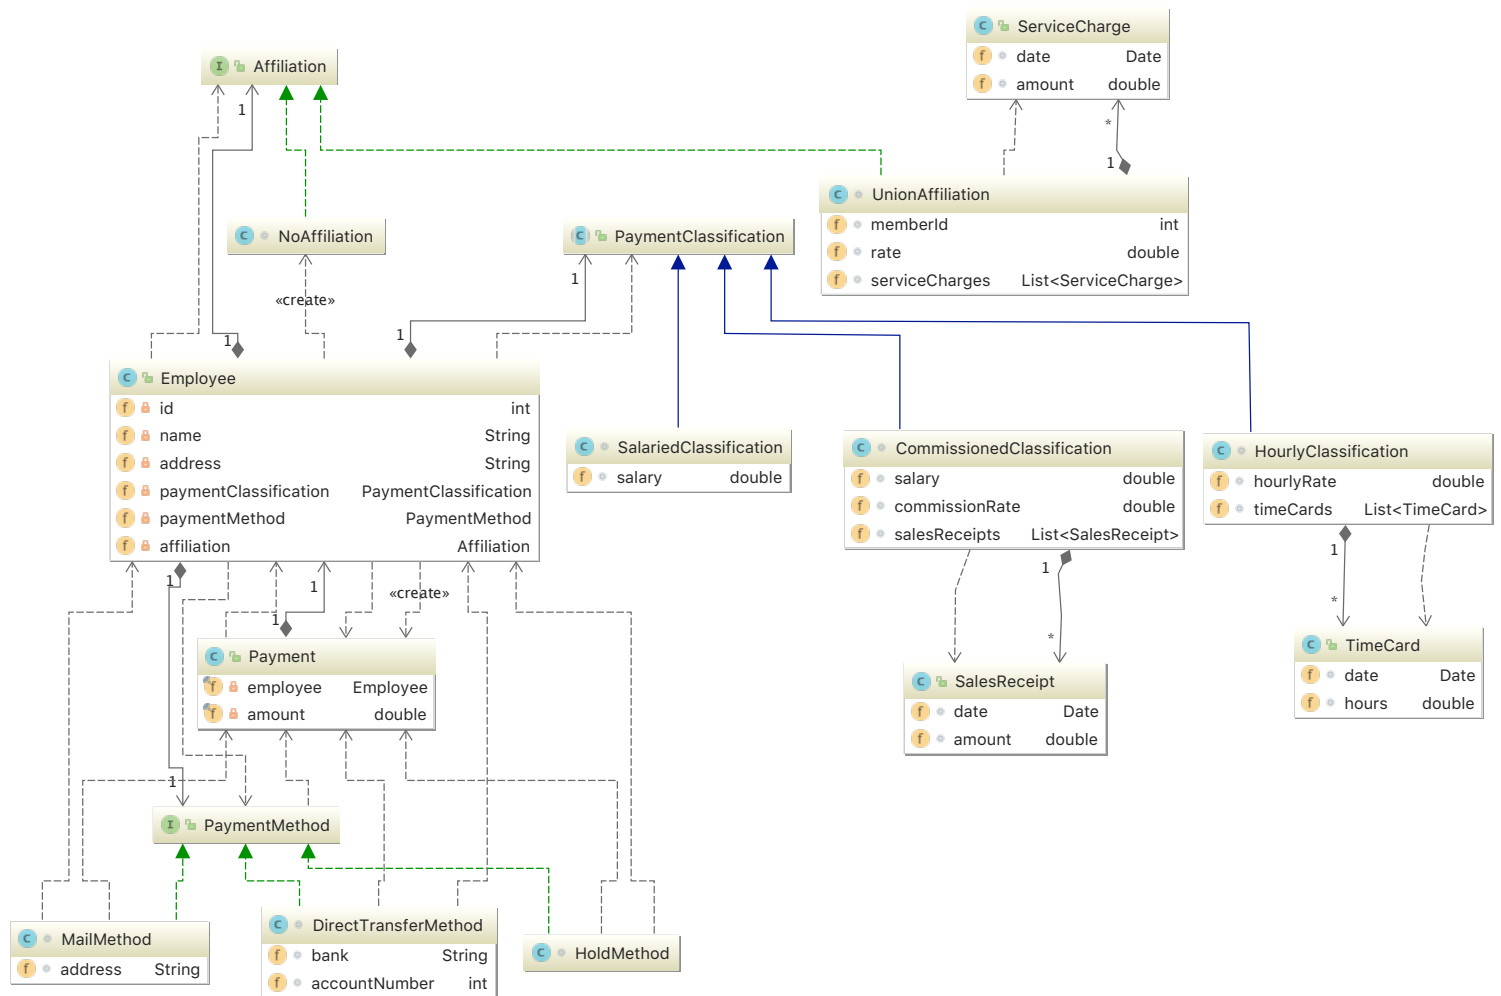 ServiceCharge
date Date
amount double
Affiliation
1
*
1
UnionAffiliation
memberId int
rate double
serviceCharges List<ServiceCharge>
NoAffiliation
PaymentClassification
1
«create»
1
1
Employee
id int
name String
address String
paymentClassification PaymentClassification
paymentMethod PaymentMethod
affiliation Affiliation
SalariedClassification
salary double
CommissionedClassification
salary double
commissionRate double
salesReceipts List<SalesReceipt>
HourlyClassification
hourlyRate double
timeCards List<TimeCard>
1
*
TimeCard
date Date
hours double
1
*
SalesReceipt
date Date
amount double
1
1
«create»
1
Payment
employee Employee
amount double
1
PaymentMethod
MailMethod
address String
DirectTransferMethod
bank String
accountNumber int
HoldMethod